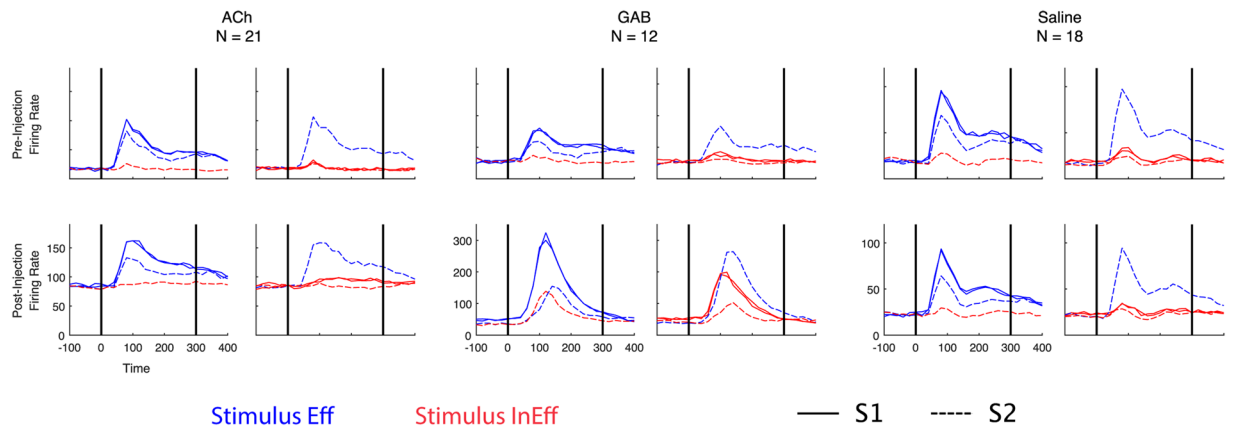 ACh
N = 21
GAB
N = 12
Saline
N = 18
Pre-Injection
Firing Rate
Post-Injection
Firing Rate
150
100
50
0
300
200
100
0
100
50
0
-100 0 100 200 300 400
-100 0 100 200 300 400
-100 0 100 200 300 400
Time
Stimulus Eff Stimulus InEff S1 S2